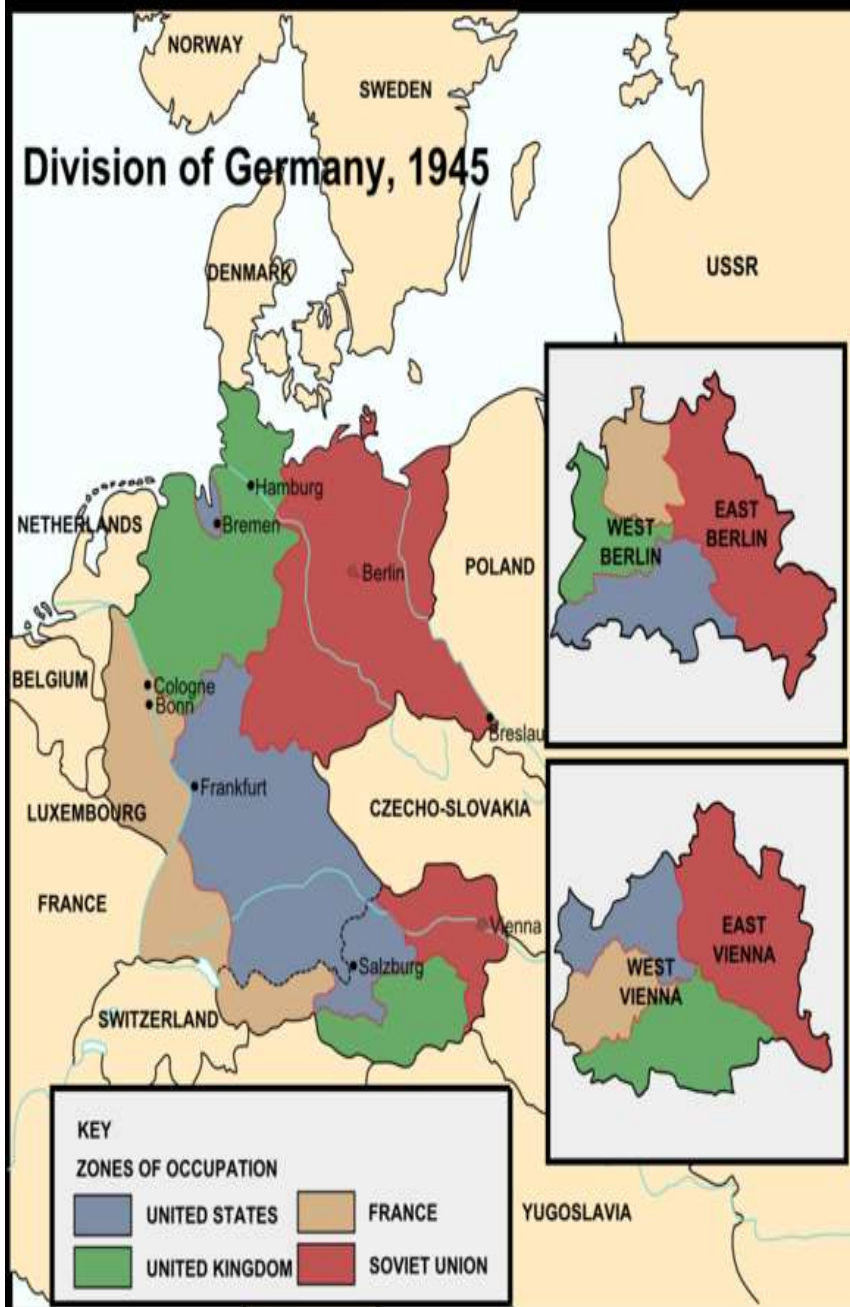 NORWAY
SWEDEN
Division of Germany, 1945
DENMARK
USSR
Hamburg
Bremen
NETHERLANDS
Berlin
POLAND
WEST
BERLIN
EAST
BERLIN
BELGIUM
Cologne
Bonn
Breslau
Frankfurt
LUXEMBOURG
CZECHO-SLOVAKIA
FRANCE
Vienna
Salzburg
SWITZERLAND
EAST
VIENNA
WEST
VIENNA
KEY
ZONES OF OCCUPATION
UNITED STATES
FRANCE
UNITED KINGDOM
SOVIET UNION
YUGOSLAVIA